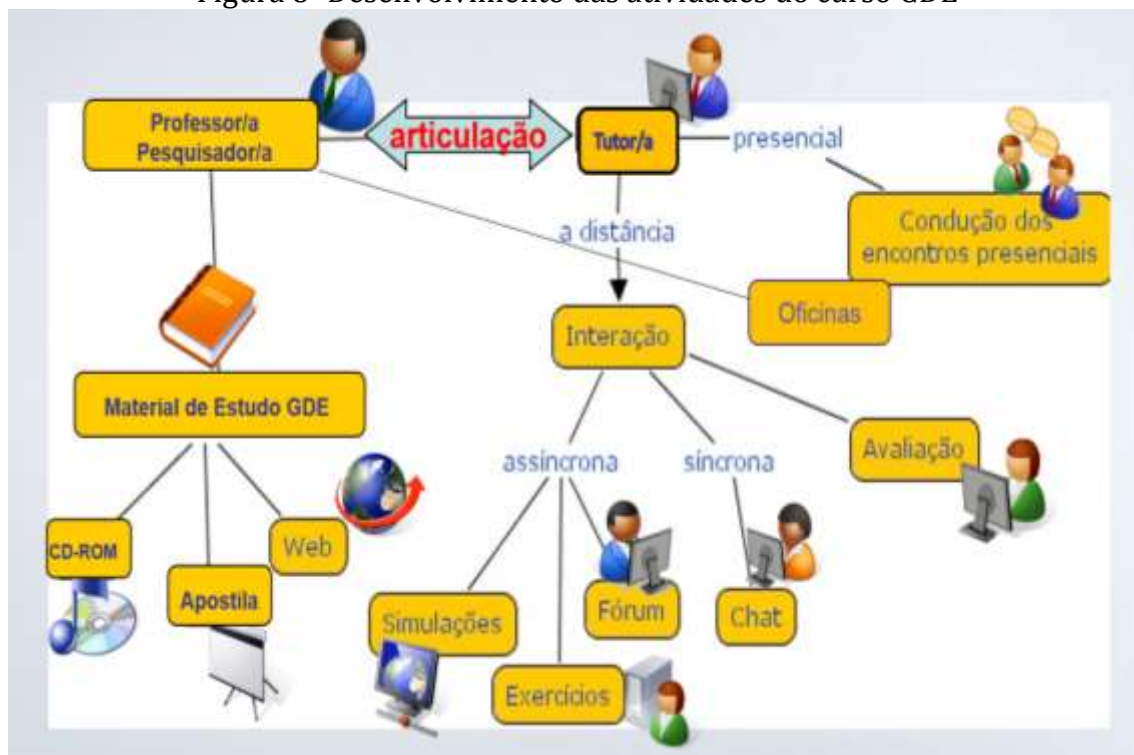 Figura 8- Desenvolvimento das atividades do curso GDE
Professor/a
Pesquisador/a
articulação
Tutor/a
presencial
Condução dos
encontros presenciais
a distância
Oficinas
Interação
Material de Estudo GDE
Avaliação
assíncrona
síncrona
CD-ROM
Web
Apostila
Simulações
Fórum
Chat
Exercícios